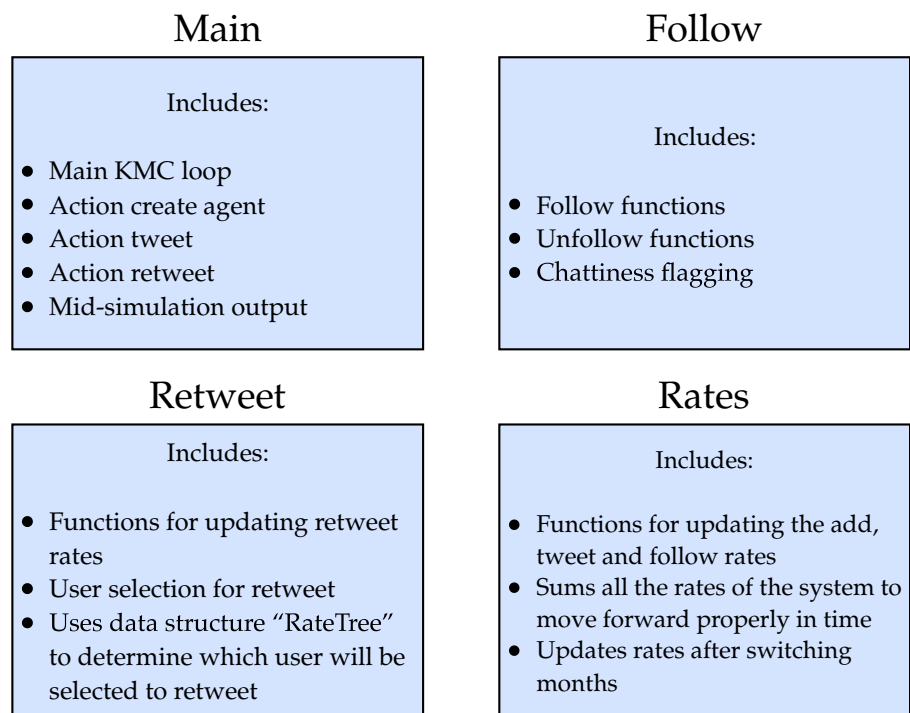 Main
Includes:
• Main KMC loop
• Action create agent
• Action tweet
• Action retweet
• Mid-simulation output
Follow
Includes:
• Follow functions
• Unfollow functions
• Chattiness flagging
Retweet
Includes:
• Functions for updating retweet
rates
• User selection for retweet
• Uses data structure “RateTree”
to determine which user will be
selected to retweet
Rates
Includes:
• Functions for updating the add,
tweet and follow rates
• Sums all the rates of the system to
move forward properly in time
• Updates rates after switching
months